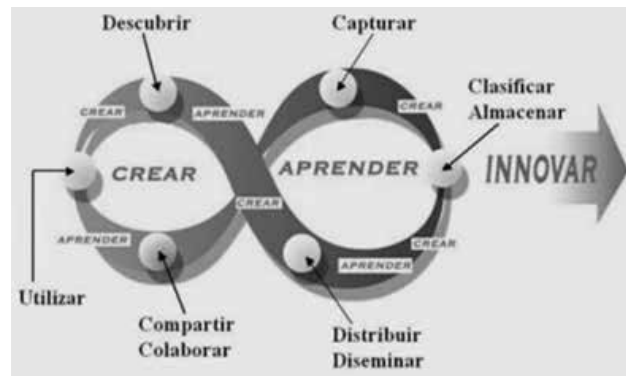 Descubrir
Capturar
Clasificar
Almacenar
CREAR
APRENDER
CREAR
CREAR
APRENDER
INNOVAR
CREAR
APRENDER
CREAR
APRENDER
Utilizar
Compartir
Colaborar
Distribuir
Diseminar